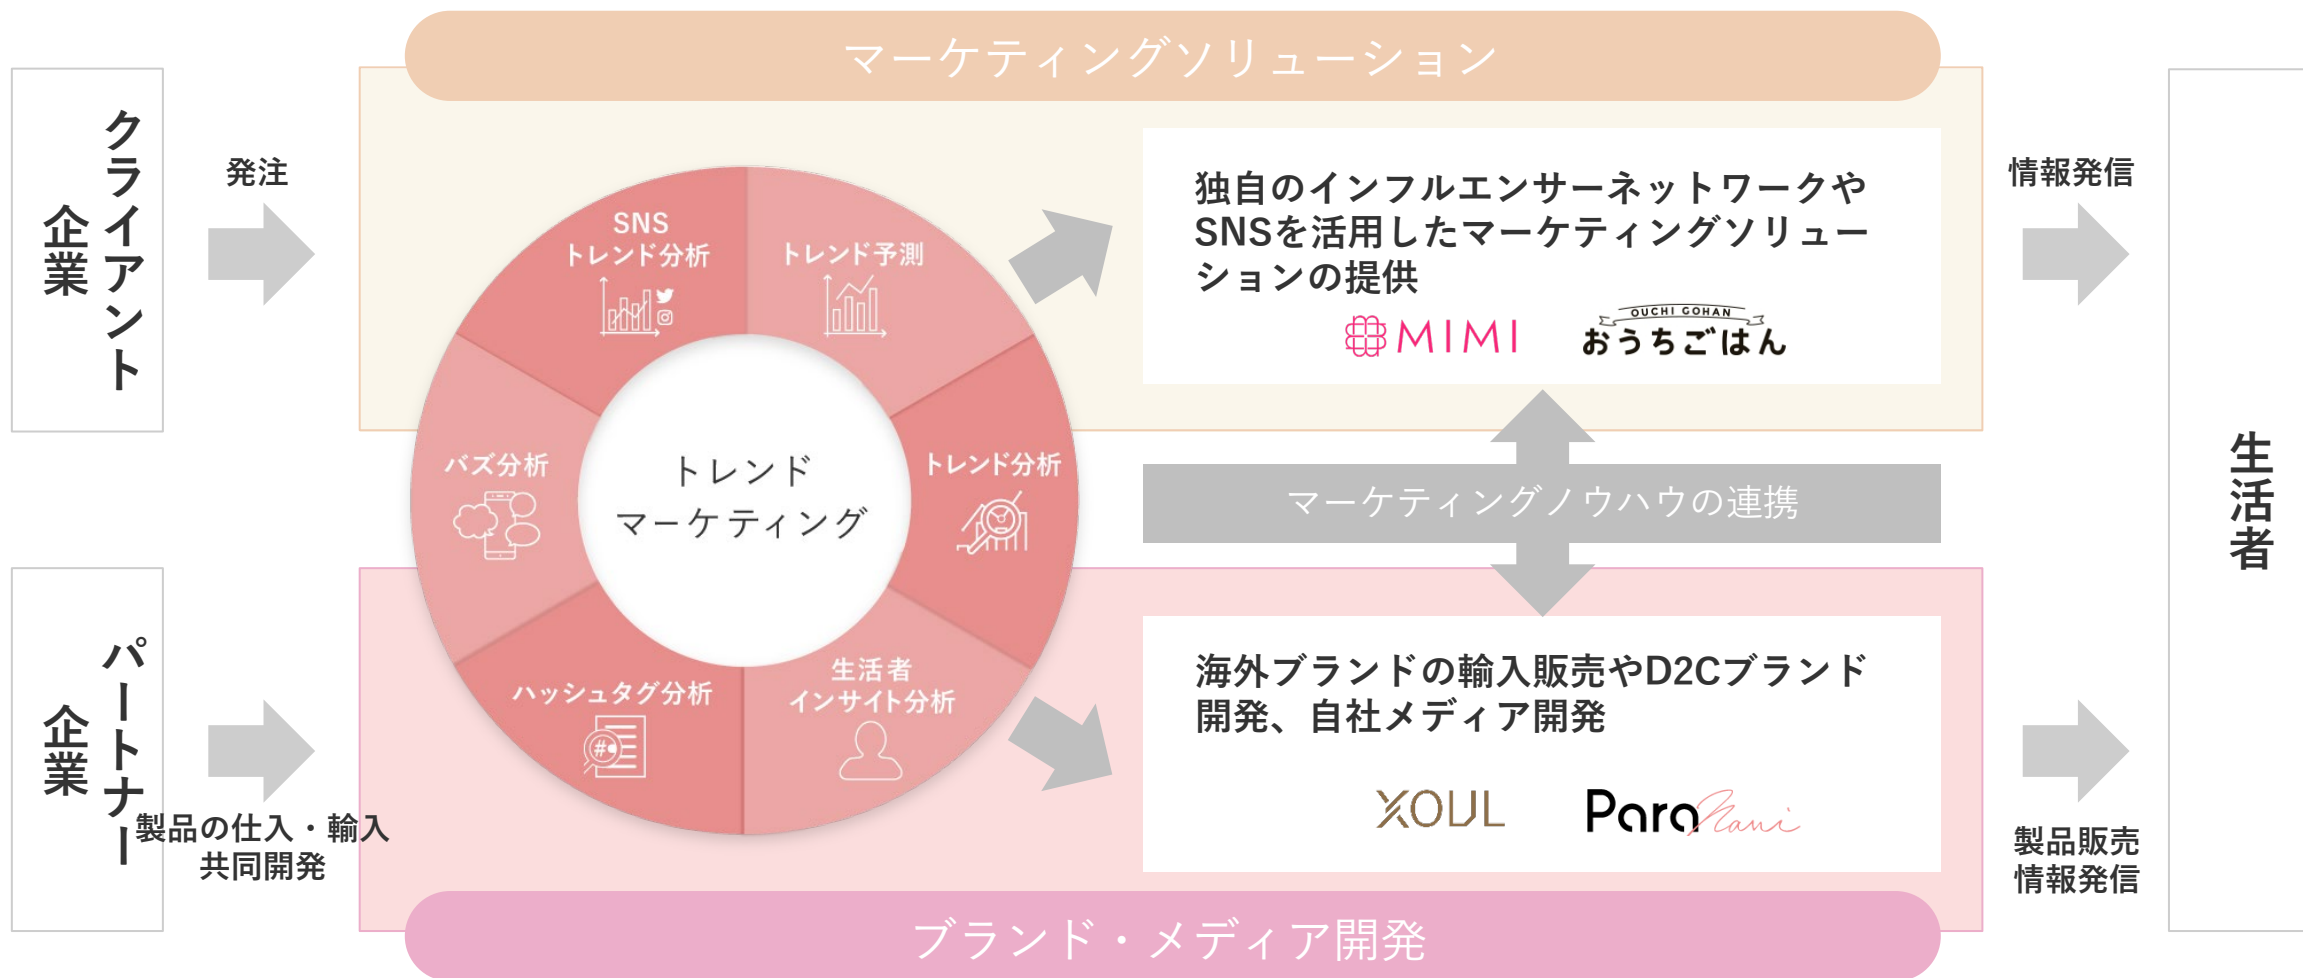 マーケティングソリューション
クライアント
企業
発注
SNS
トレンド分析
トレンド予測
バズ分析
トレンド分析
トレンド
マーケティング
ハッシュタグ分析
#
生活者
インサイト分析
独自のインフルエンサーネットワークや
SNSを活用したマーケティングソリュー
ションの提供
MIMI
OUCHI GOHAN
おうちごはん
情報発信
マーケティングノウハウの連携
生活者
パートナー
企業
製品の仕入・輸入
共同開発
海外ブランドの輸入販売やD2Cブランド
開発、自社メディア開発
XOUL
ParaNani
製品販売
情報発信
ブランド・メディア開発